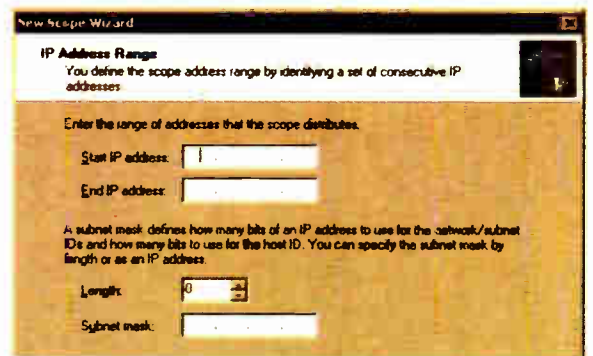 New Scope Wizard
IP Address Range
You define the scope address range by identifying a set of consecutive IP
addresses.
Enter the range of addresses that the scope distributes.
Start IP address:
End IP address:
A subnet mask defines how many bits of an IP address to use for the network/subnet
IDs and how many bits to use for the host ID. You can specify the subnet mask by
length or as an IP address.
Length: 0
Subnet mask: